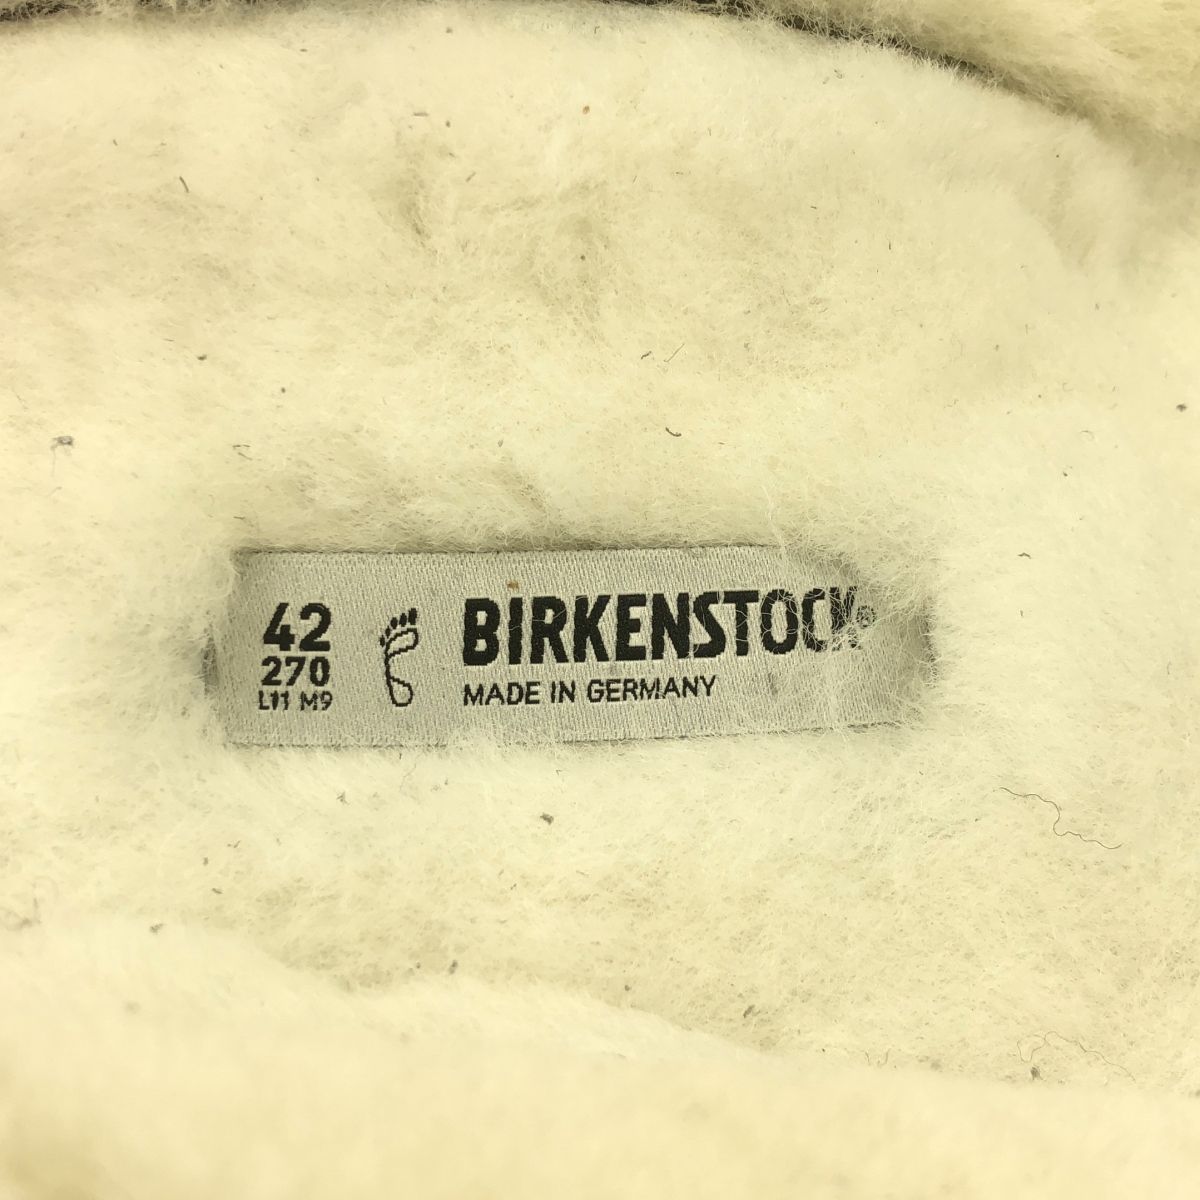 42
270
L11 M9
BIRKENSTOCK®
MADE IN GERMANY